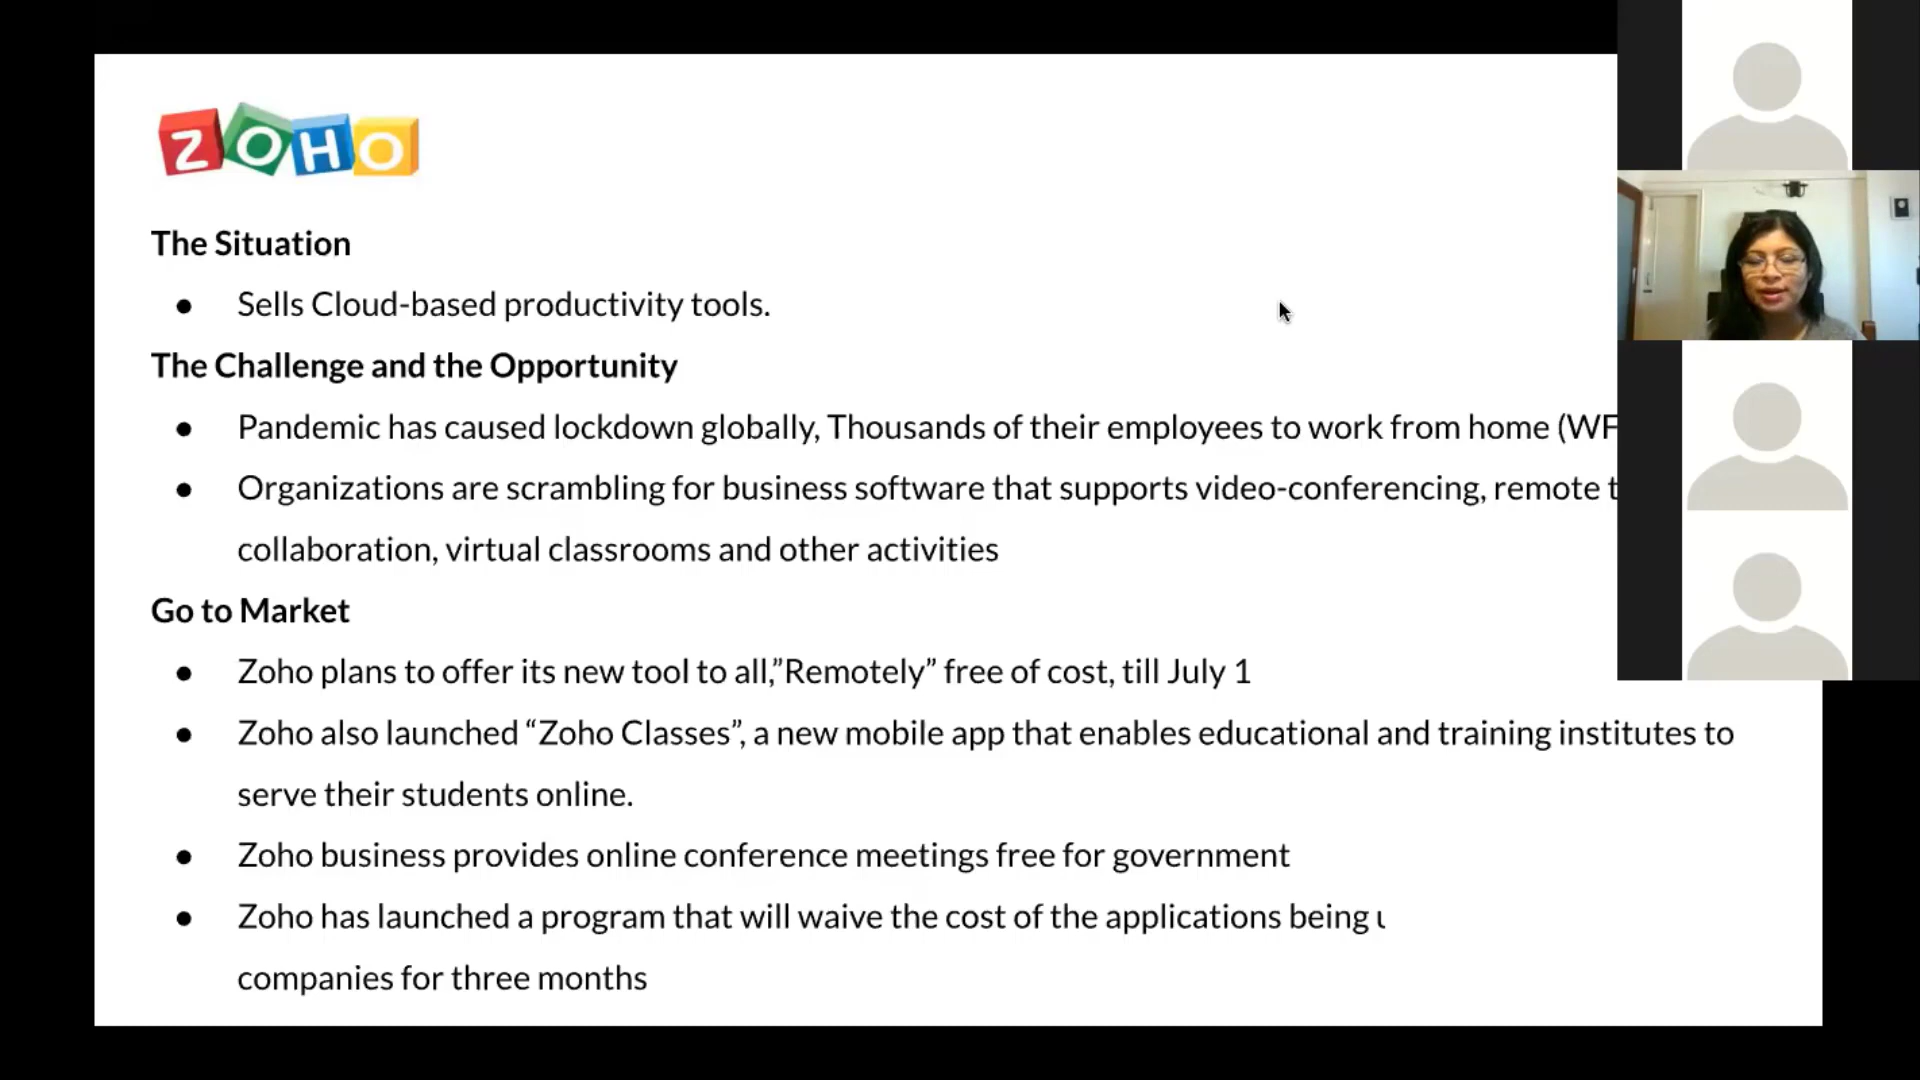 ZOHO
The Situation
● Sells Cloud-based productivity tools.
The Challenge and the Opportunity
● Pandemic has caused lockdown globally, Thousands of their employees to work from home (WF
● Organizations are scrambling for business software that supports video-conferencing, remote t
collaboration, virtual classrooms and other activities
Go to Market
● Zoho plans to offer its new tool to all,”Remotely” free of cost, till July 1
● Zoho also launched “Zoho Classes”, a new mobile app that enables educational and training institutes to
serve their students online.
● Zoho business provides online conference meetings free for government
● Zoho has launched a program that will waive the cost of the applications being
companies for three months